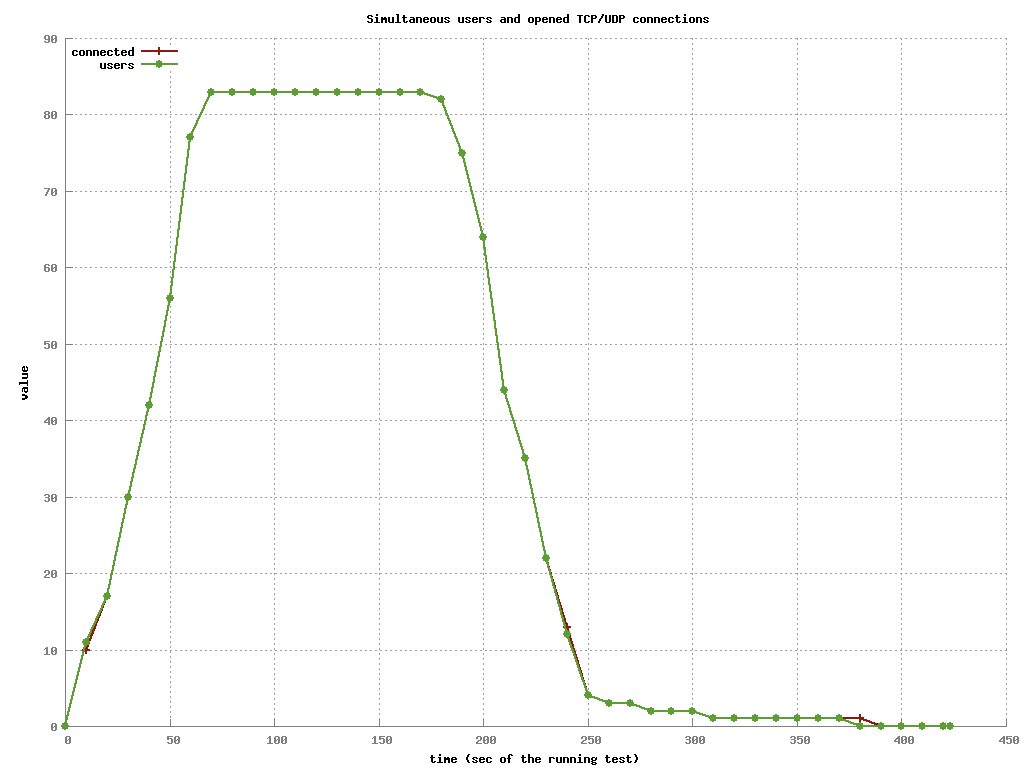 Simultaneous users and opened TCP/UDP connections
90
connected
users
80
70
60
50
value
40
30
20
10
0
0 50 100 150 200 250 300 350 400 450
time (sec of the running test)